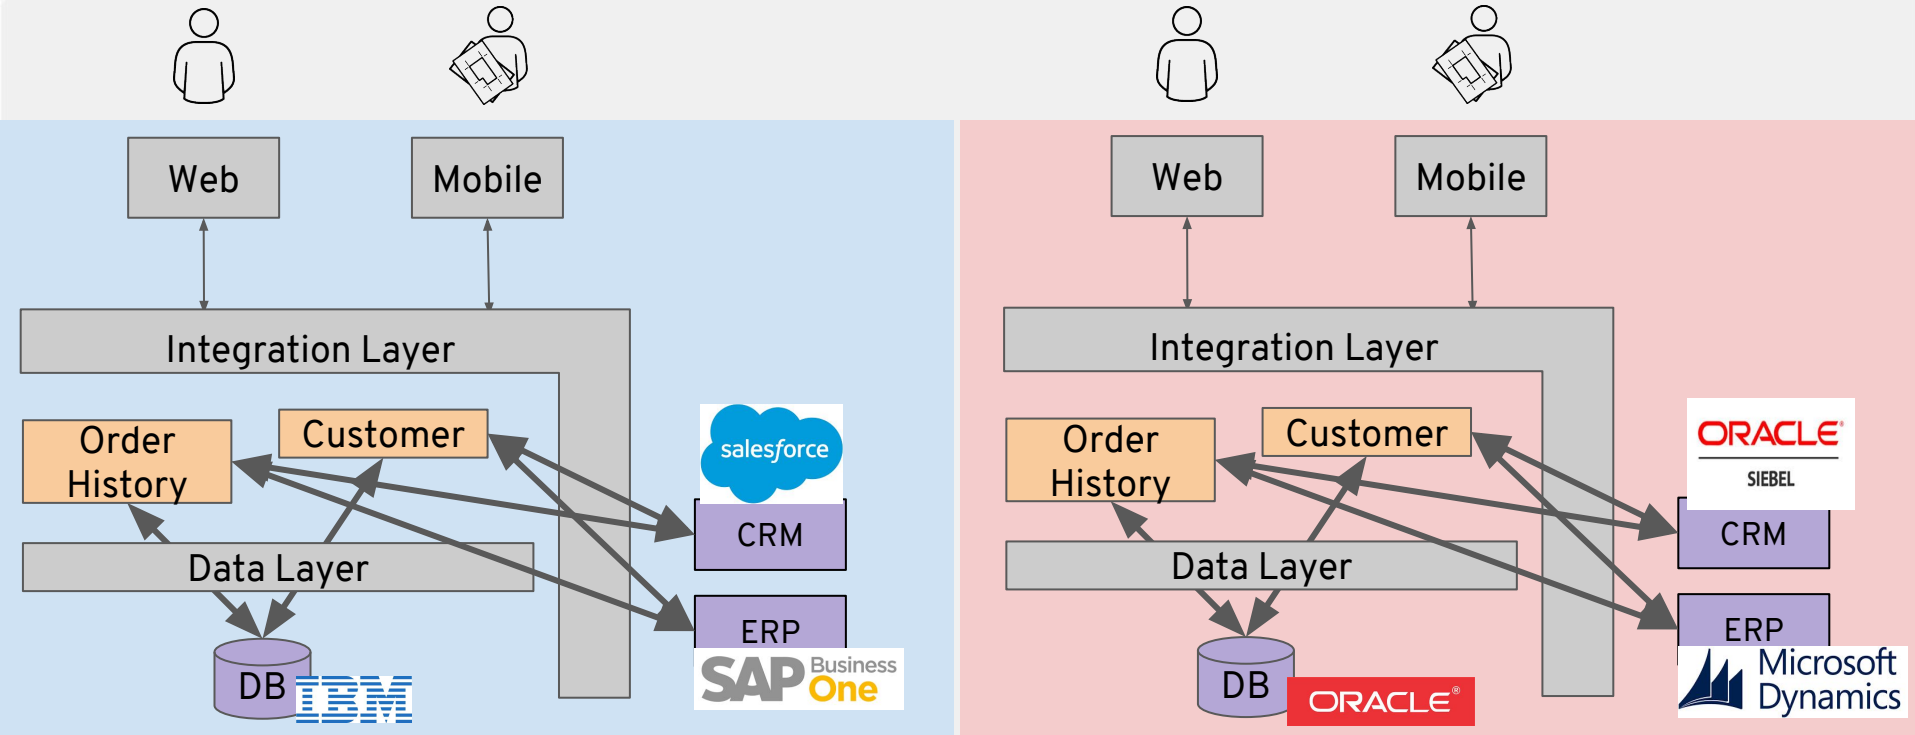 Web
Mobile
Integration Layer
Order
History
Customer
salesforce
CRM
Data Layer
ERP
SAP Business
One
DB
IBM
Web
Mobile
Integration Layer
Order
History
Customer
ORACLE®
SIEBEL
CRM
Data Layer
ERP
Microsoft
Dynamics
DB
ORACLE®